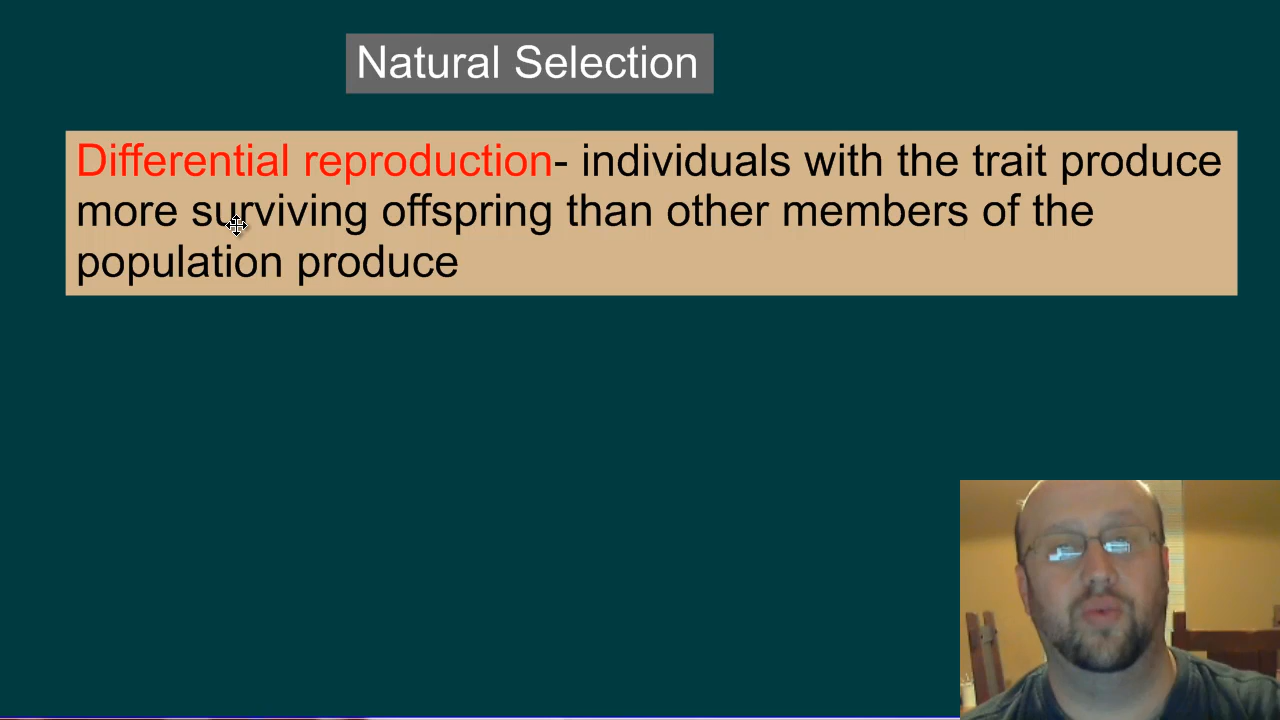 Natural Selection
Differential reproduction- individuals with the trait produce
more surviving offspring than other members of the
population produce